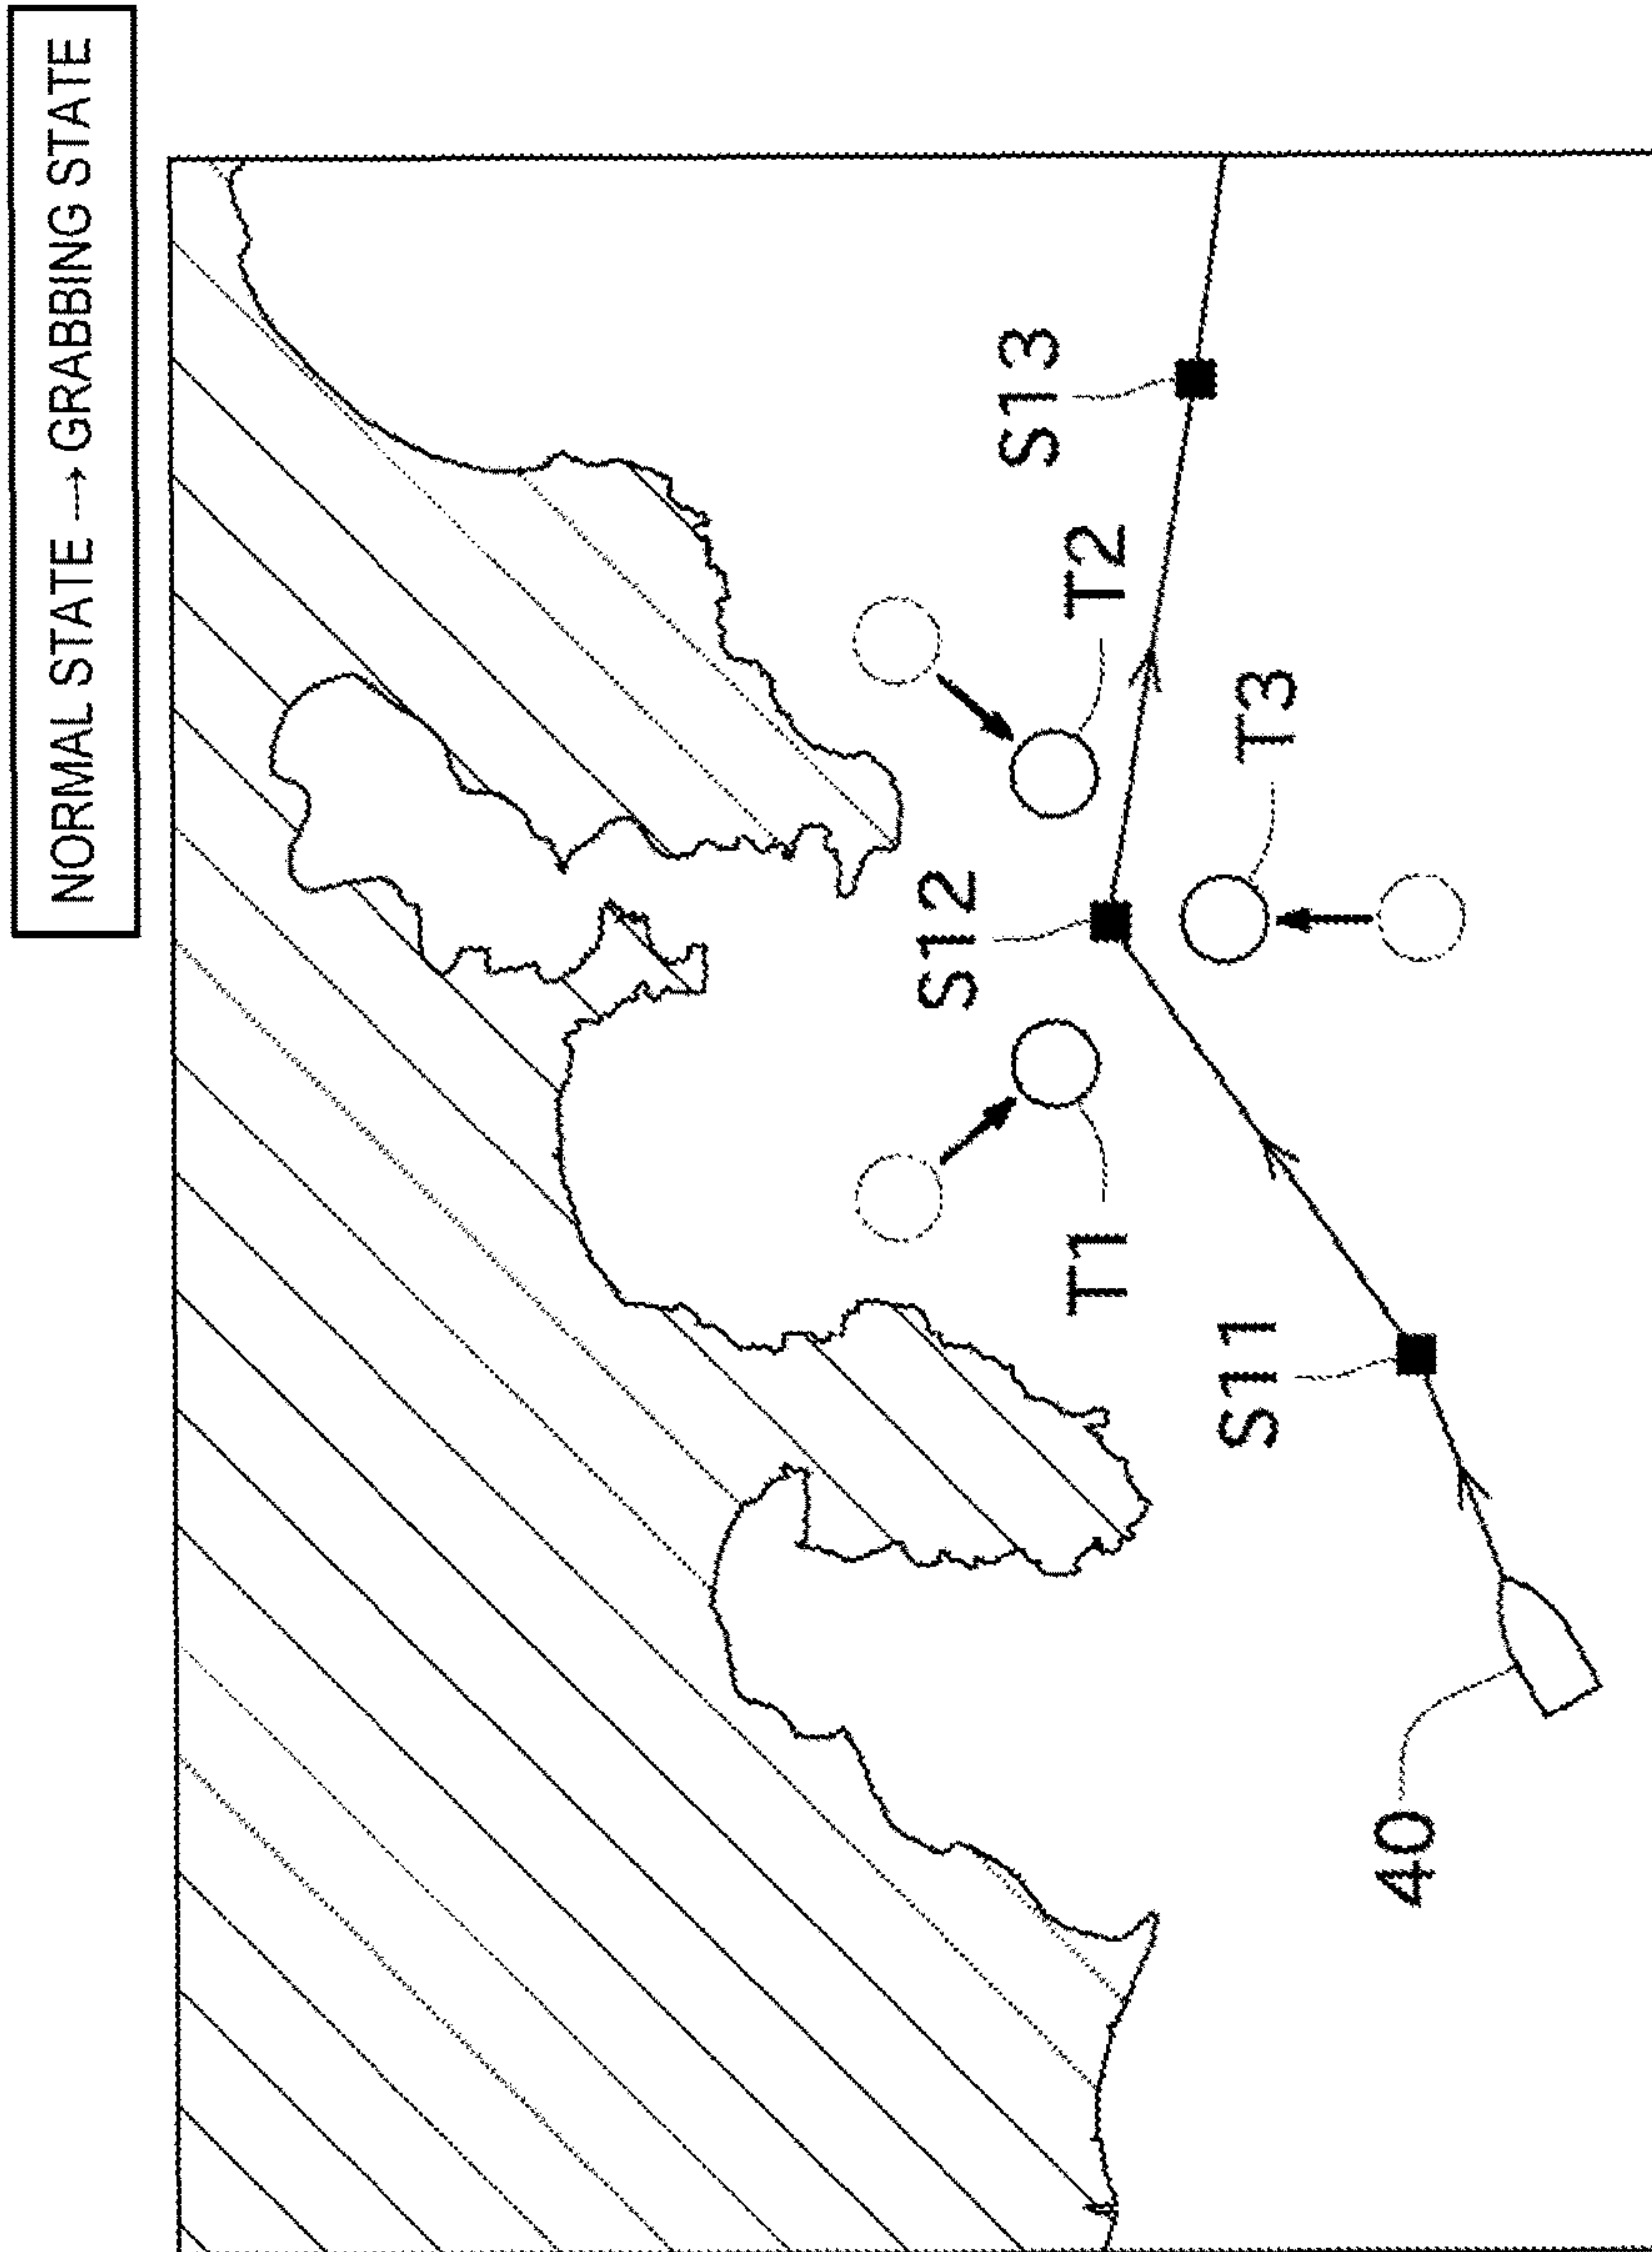 NORMAL STATE → GRABBING STATE
S13
T2
T3
S12
T1
S11
40